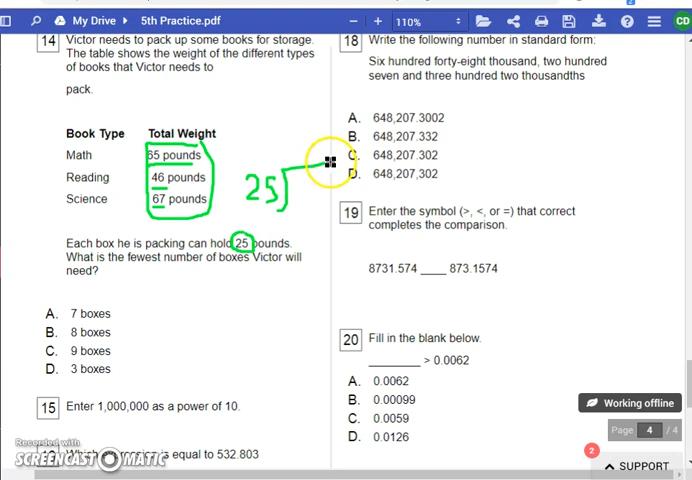 My Drive
5th Practice.pdf
110%
CD
14
Victor needs to pack up some books for storage.
The table shows the weight of the different types
of books that Victor needs to
pack.
Book Type Total Weight
Math 65 pounds
Reading 46 pounds
Science 67 pounds
25
Each box he is packing can hold 25 pounds.
What is the fewest number of boxes Victor will
need?
A. 7 boxes
B. 8 boxes
C. 9 boxes
D. 3 boxes
15 Enter 1,000,000 as a power of 10.
Which expression is equal to 532.803
Recorded with
SCREENCAST MATIC
18 Write the following number in standard form:
Six hundred forty-eight thousand, two hundred
seven and three hundred two thousandths
A. 648,207.3002
B. 648,207.332
C. 648,207.302
D. 648,207,302
19 Enter the symbol (>, <, or =) that correct
completes the comparison.
8731.574 ____ 873.1574
20 Fill in the blank below.
_______ > 0.0062
A. 0.0062
B. 0.00099
C. 0.0059
D. 0.0126
Working offline
Page 4 / 4
2
SUPPORT